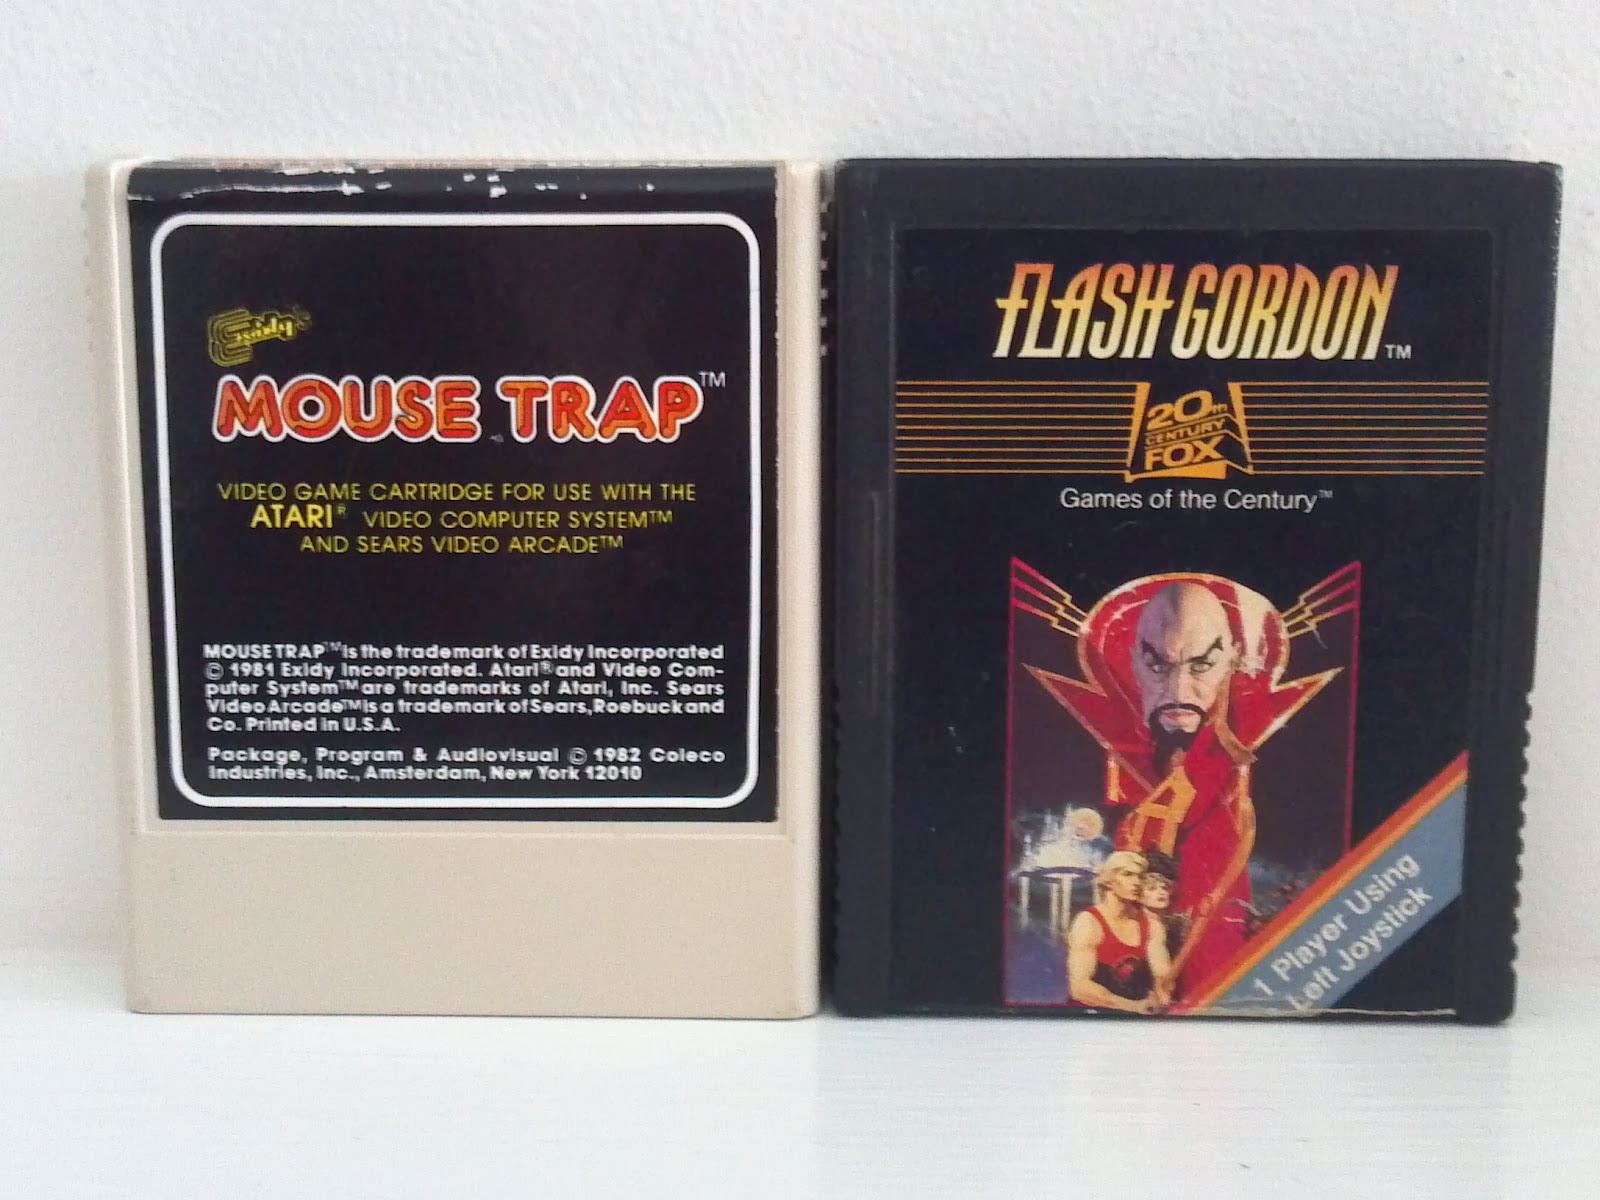 Exidy
MOUSE TRAP™
VIDEO GAME CARTRIDGE FOR USE WITH THE
ATARI® VIDEO COMPUTER SYSTEM™
AND SEARS VIDEO ARCADE™
MOUSE TRAP™ is the trademark of Exidy Incorporated
© 1981 Exidy Incorporated. Atari® and Video Com-
puter System™ are trademarks of Atari, Inc. Sears
Video Arcade™ is a trademark of Sears, Roebuck and
Co. Printed in U.S.A.
Package, Program & Audiovisual © 1982 Coleco
Industries, Inc., Amsterdam, New York 12010
FLASH GORDON™
20th
CENTURY
FOX
Games of the Century™
1 Player Using
Left Joystick